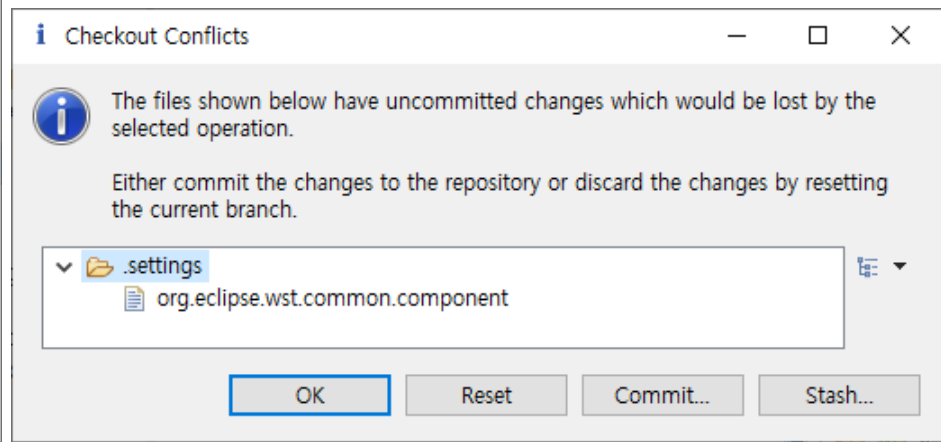 Checkout Conflicts
The files shown below have uncommitted changes which would be lost by the
selected operation.
Either commit the changes to the repository or discard the changes by resetting
the current branch.
.settings
org.eclipse.wst.common.component
OK Reset Commit... Stash...